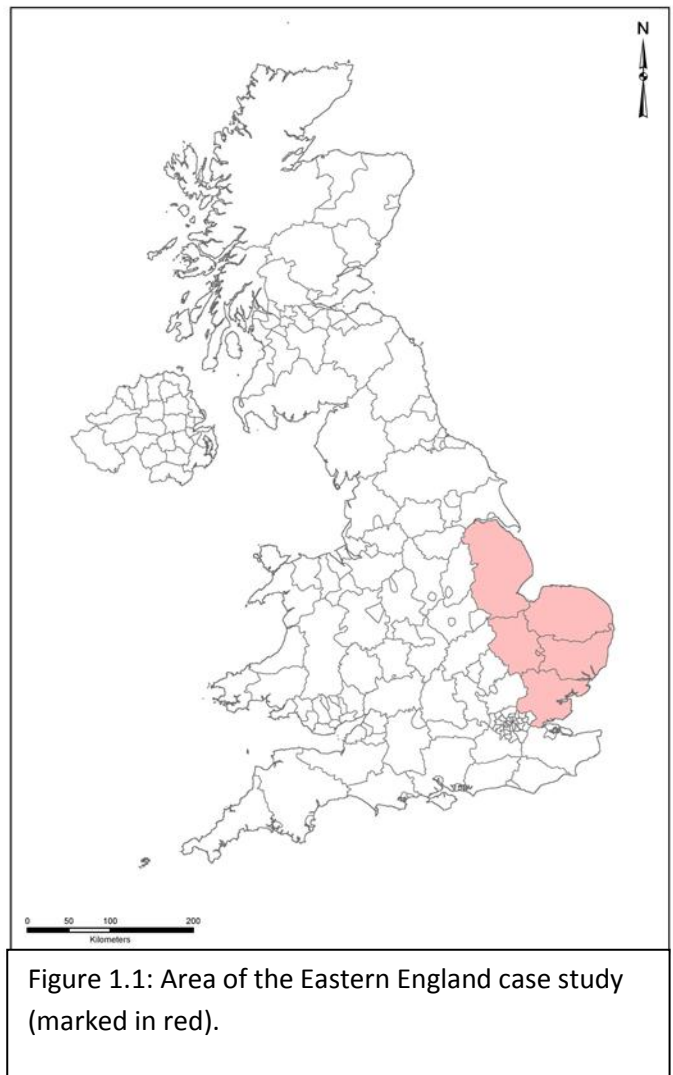 N
0 50 100 200
Kilometers
Figure 1.1: Area of the Eastern England case study
(marked in red).